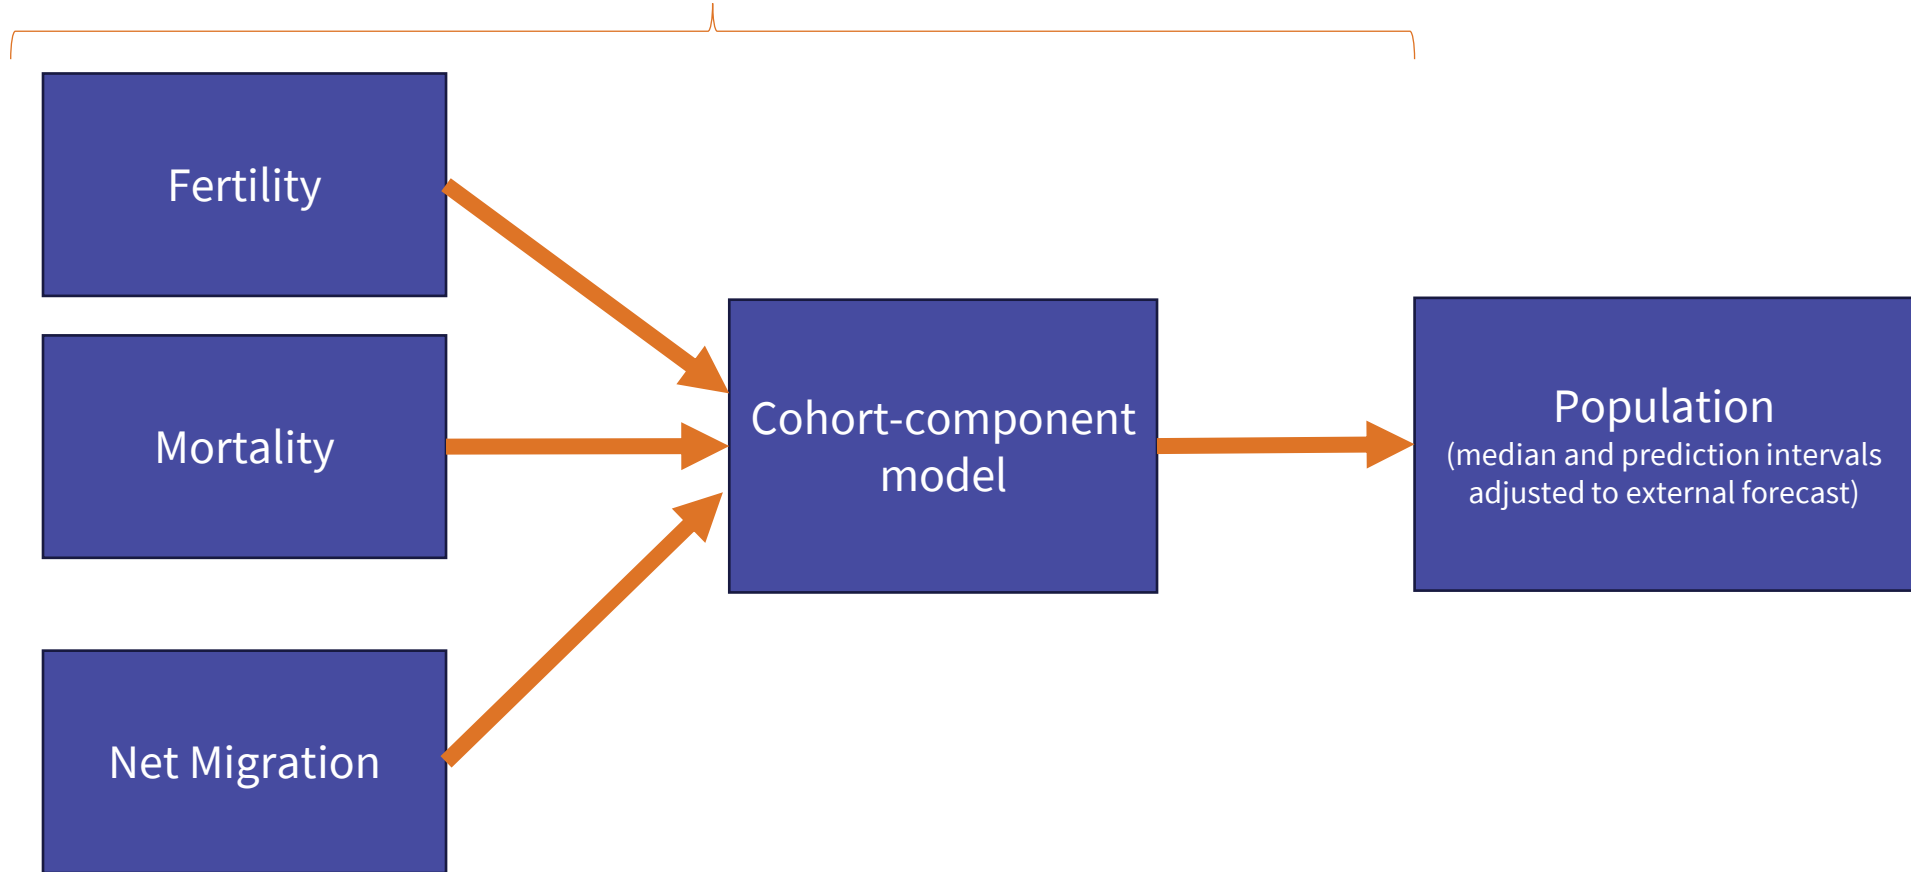 Fertility
Mortality
Net Migration
Cohort-component
model
Population
(median and prediction intervals
adjusted to external forecast)